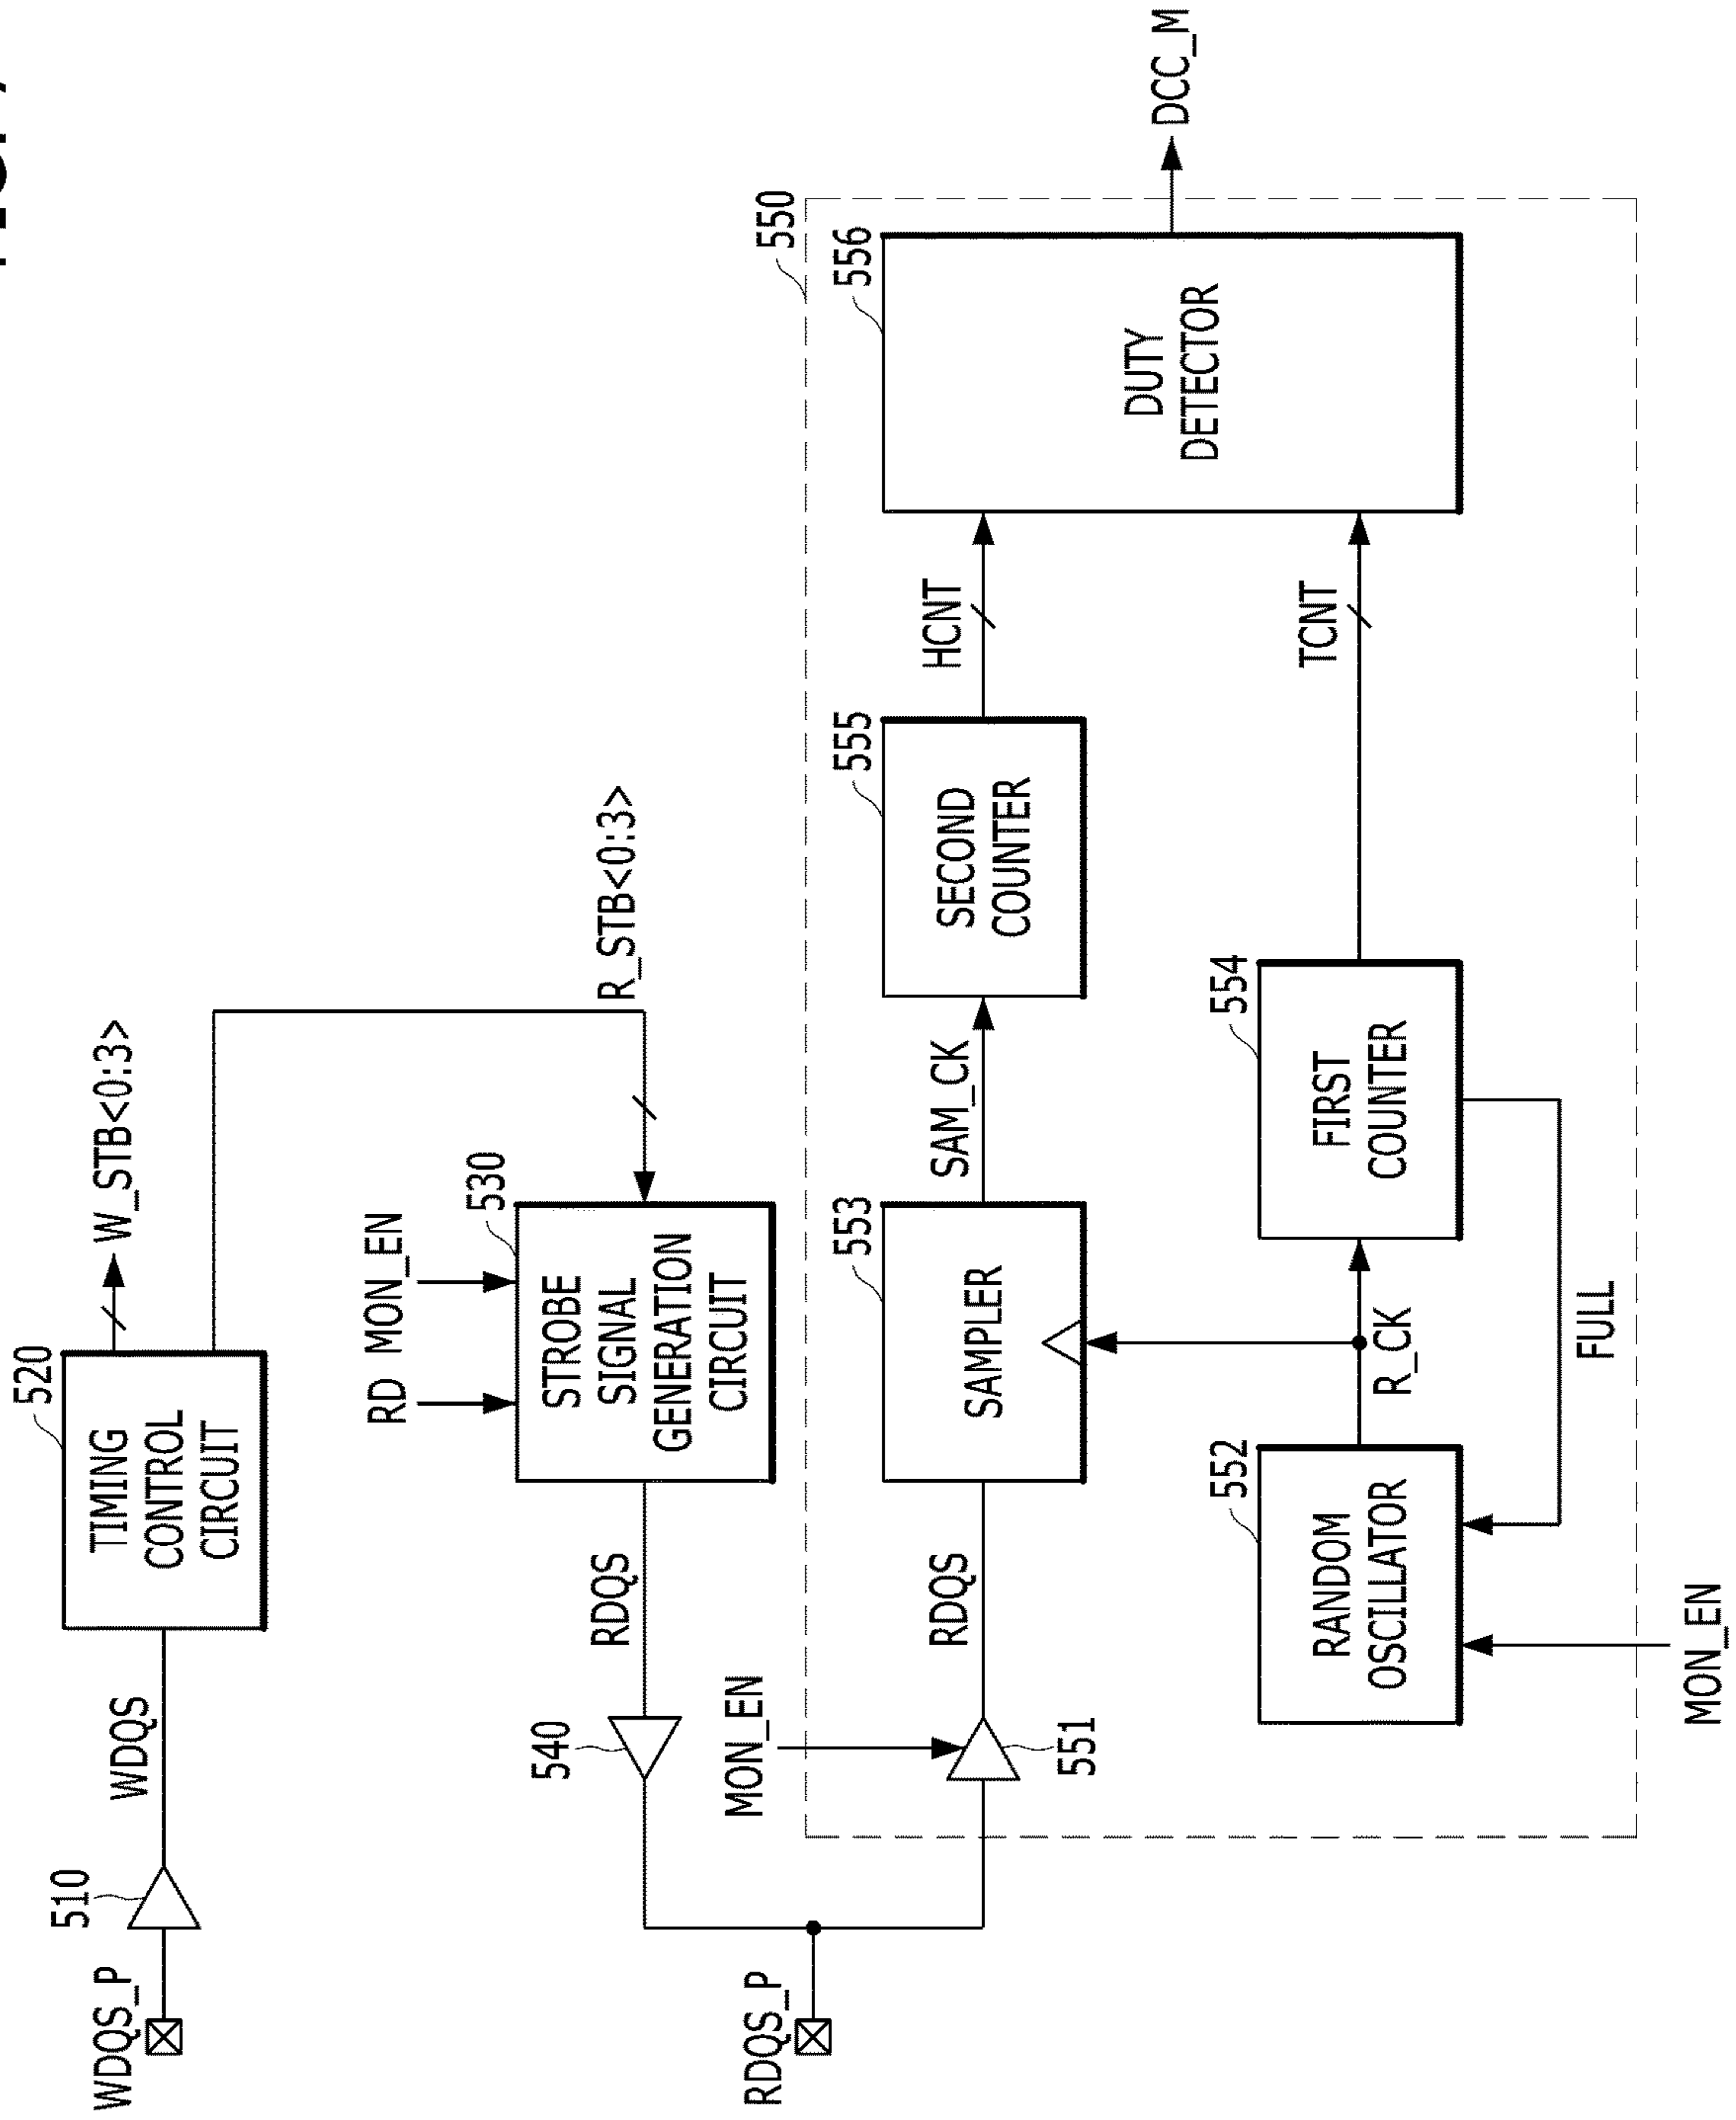 WDQS_P
510
WDQS
520
TIMING
CONTROL
CIRCUIT
W_STB<0:3>
R_STB<0:3>
RD
MON_EN
530
STROBE
SIGNAL
GENERATION
CIRCUIT
RDQS
540
RDQS_P
MON_EN
551
RDQS
553
SAMPLER
SAM_CK
555
SECOND
COUNTER
HCNT
550
556
DUTY
DETECTOR
DCC_M
552
RANDOM
OSCILLATOR
R_CK
554
FIRST
COUNTER
TCNT
FULL
MON_EN